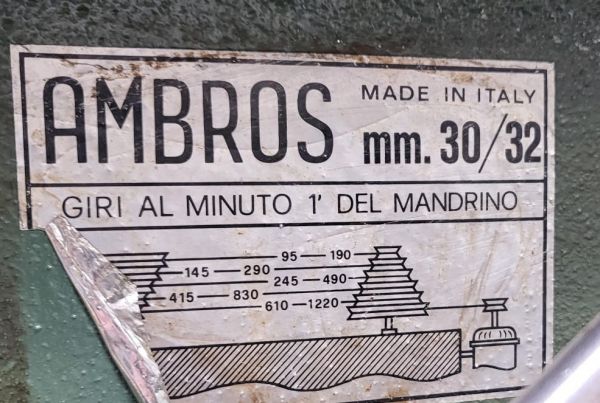 AMBROS
MADE IN ITALY
mm. 30/32
GIRI AL MINUTO 1' DEL MANDRINO
95 — 190
145 — 290
245 — 490
415 — 830
610 — 1220